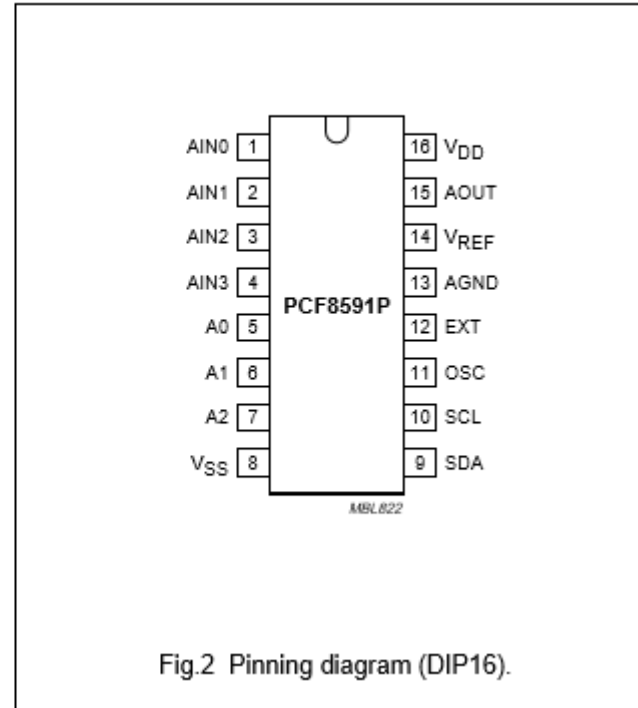 AIN0 1 16 VDD
AIN1 2 15 AOUT
AIN2 3 14 VREF
AIN3 4 13 AGND
PCF8591P
A0 5 12 EXT
A1 6 11 OSC
A2 7 10 SCL
VSS 8 9 SDA
MBL822
Fig.2 Pinning diagram (DIP16).